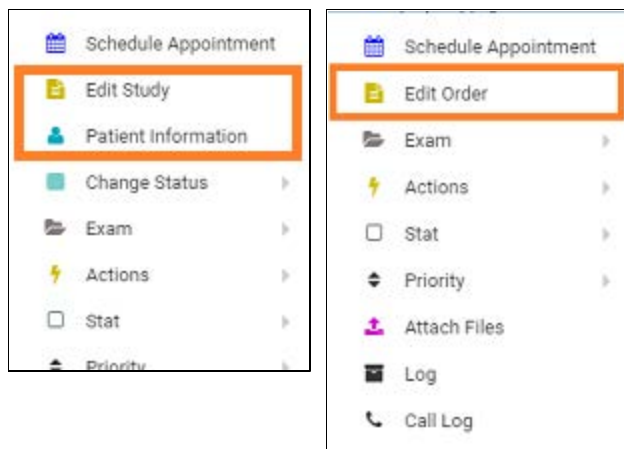 Schedule Appointment
Edit Study
Patient Information
Change Status
Exam
Actions
Stat
Priority
Schedule Appointment
Edit Order
Exam
Actions
Stat
Priority
Attach Files
Log
Call Log